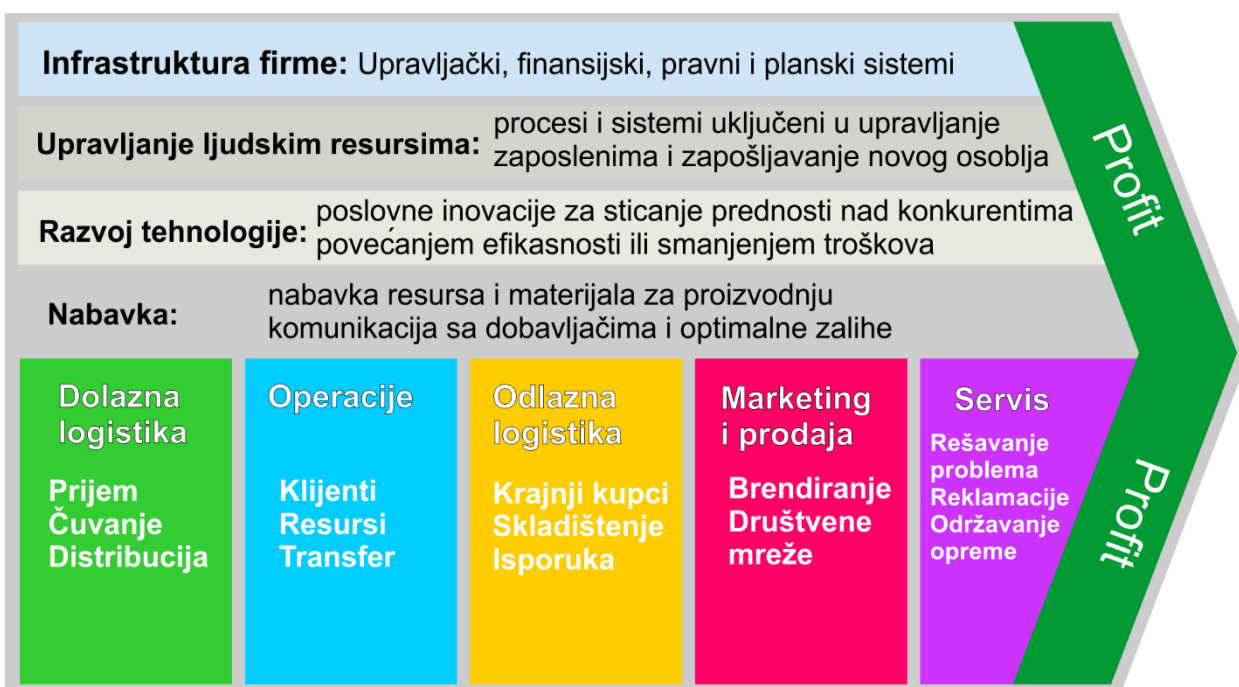 Infrastruktura firme: Upravljački, finansijski, pravni i planski sistemi
Upravljanje ljudskim resursima: procesi i sistemi uključeni u upravljanje
zaposlenima i zapošljavanje novog osoblja
Razvoj tehnologije: poslovne inovacije za sticanje prednosti nad konkurentima
povećanjem efikasnosti ili smanjenjem troškova
Nabavka: nabavka resursa i materijala za proizvodnju
komunikacija sa dobavljačima i optimalne zalihe
Profit
Dolazna
logistika
Prijem
Čuvanje
Distribucija
Operacije
Klijenti
Resursi
Transfer
Odlazna
logistika
Krajnji kupci
Skladištenje
Isporuka
Marketing
i prodaja
Brendiranje
Društvene
mreže
Servis
Rešavanje
problema
Reklamacije
Održavanje
opreme
Profit